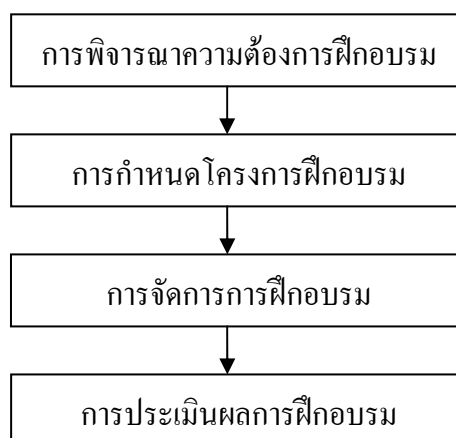 การพิจารณาความต้องการฝึกอบรม
การกำหนดโครงการฝึกอบรม
การจัดการการฝึกอบรม
การประเมินผลการฝึกอบรม